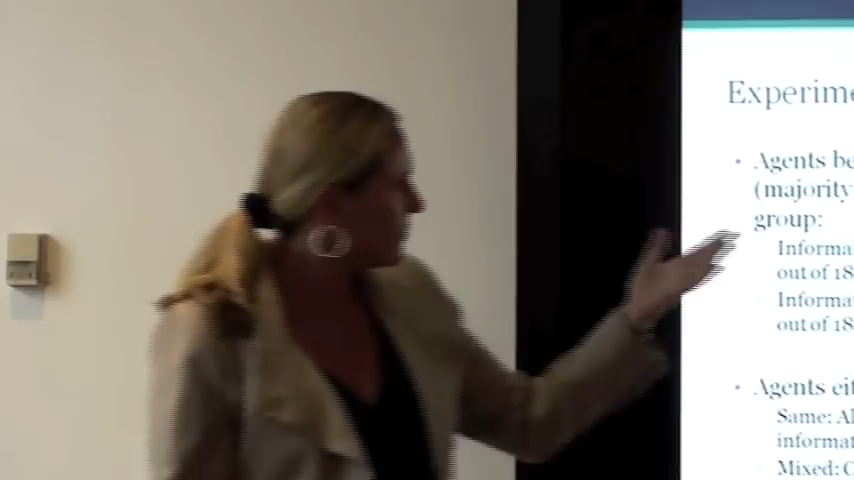 Experime
• Agents be
(majority
group:
Informa
out of 18
Informa
out of 18
• Agents eit
Same: Al
informat
Mixed: C